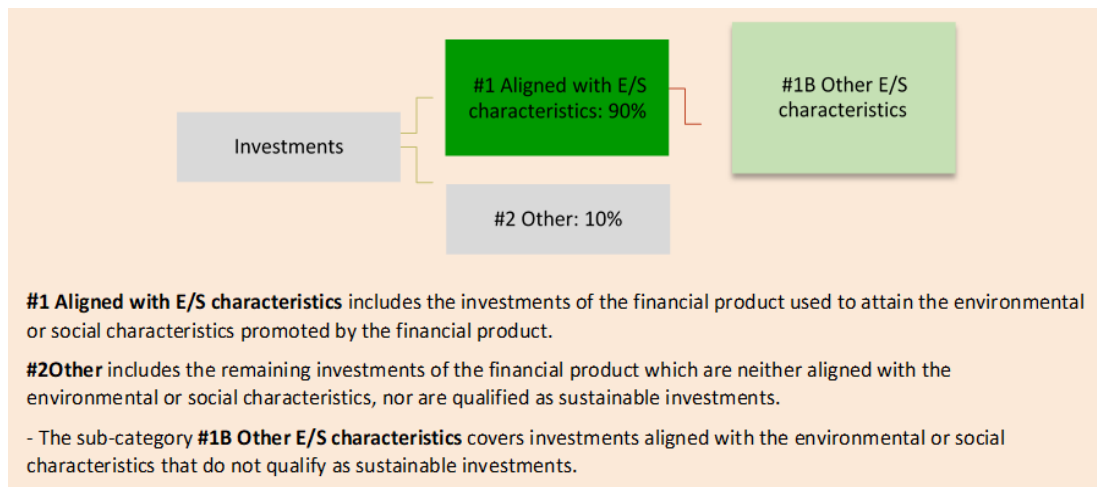 #1 Aligned with E/S
characteristics: 90%
#1B Other E/S
characteristics
Investments
#2 Other: 10%
#1 Aligned with E/S characteristics includes the investments of the financial product used to attain the environmental
or social characteristics promoted by the financial product.
#2Other includes the remaining investments of the financial product which are neither aligned with the
environmental or social characteristics, nor are qualified as sustainable investments.
- The sub-category #1B Other E/S characteristics covers investments aligned with the environmental or social
characteristics that do not qualify as sustainable investments.